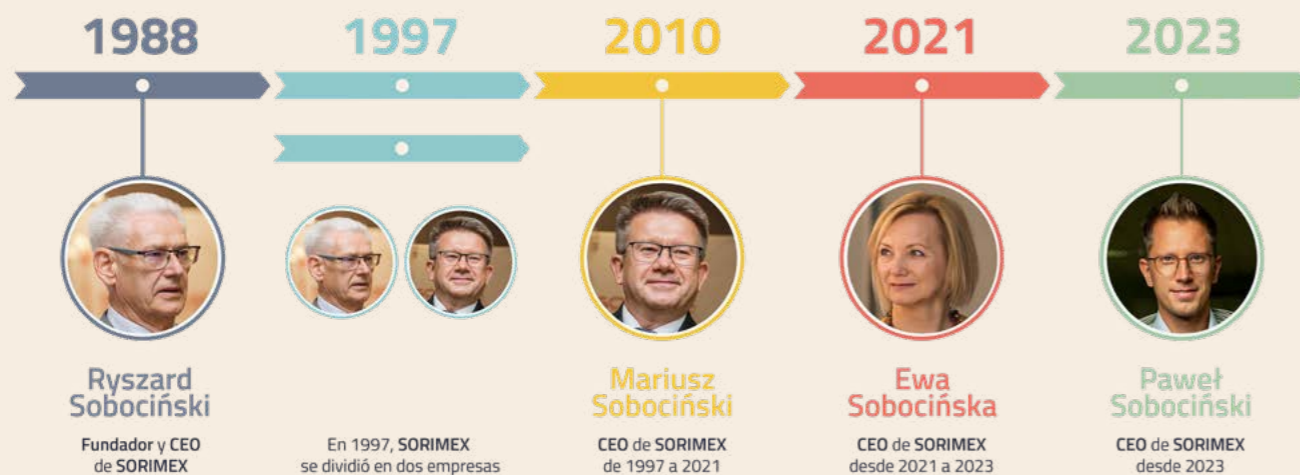 1988
1997
2010
2021
2023
Ryszard
Sobociński
Fundador y CEO
de SORIMEX
En 1997, SORIMEX
se dividió en dos empresas
Mariusz
Sobociński
CEO de SORIMEX
de 1997 a 2021
Ewa
Sobocińska
CEO de SORIMEX
desde 2021 a 2023
Paweł
Sobociński
CEO de SORIMEX
desde 2023